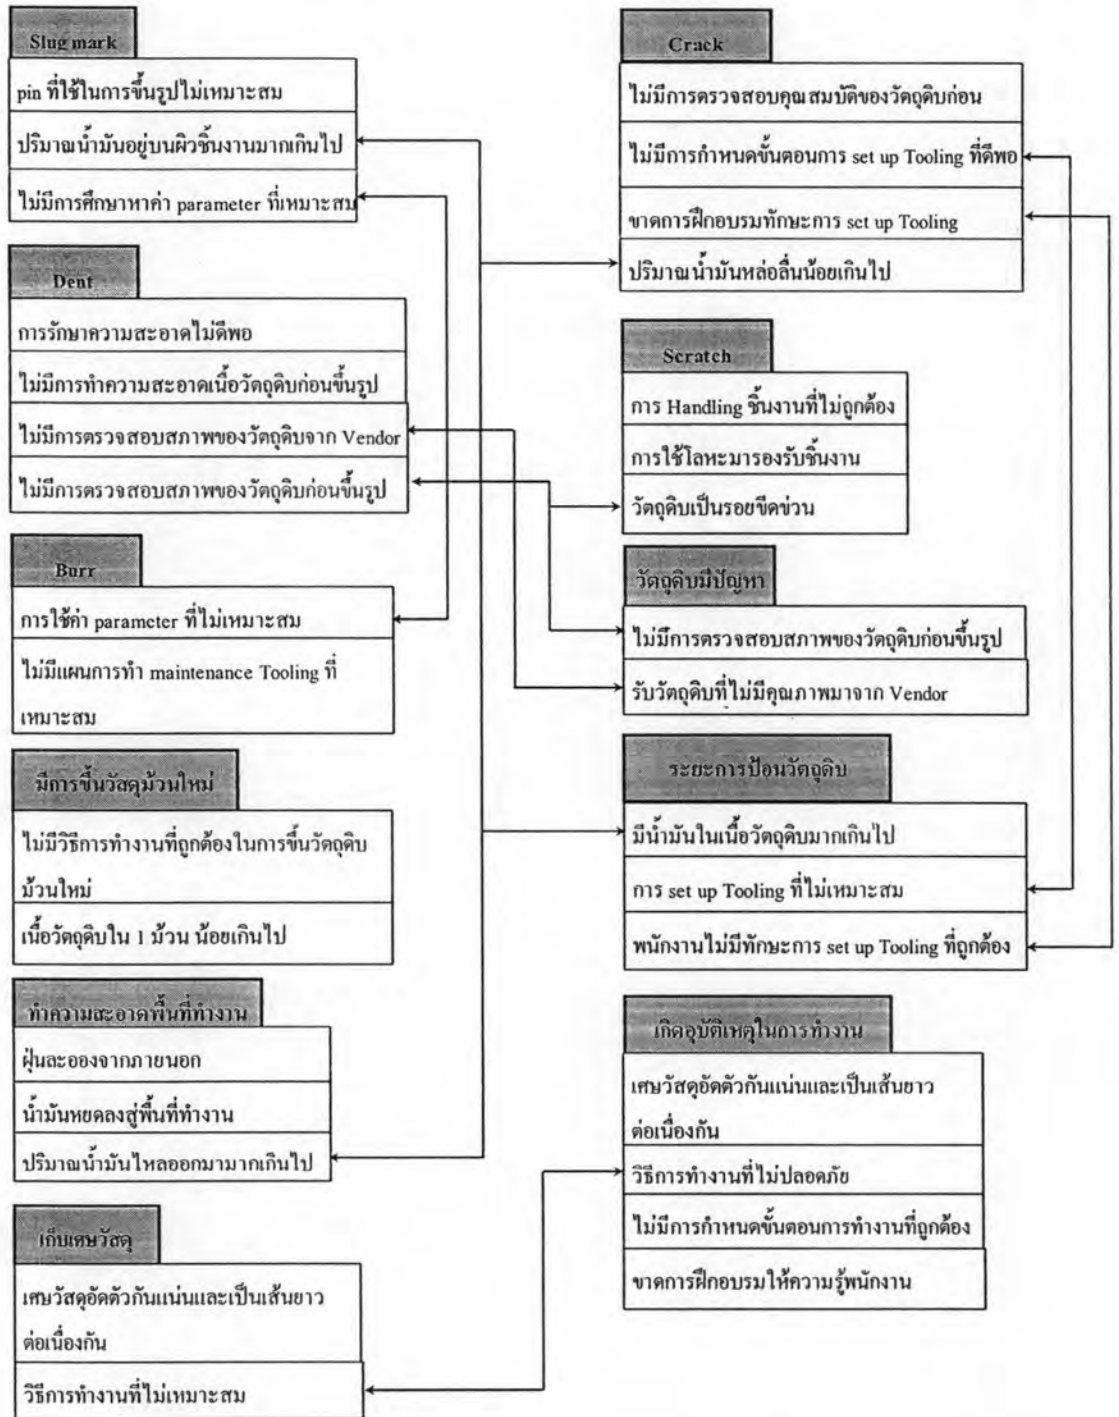 Slug mark
pin ที่ใช้ในการขึ้นรูปไม่เหมาะสม
ปริมาณน้ำมันอยู่บนผิวชิ้นงานมากเกินไป
ไม่มีการศึกษาหาค่า parameter ที่เหมาะสม
Dent
การรักษาความสะอาดไม่ดีพอ
ไม่มีการทำความสะอาดเนื้อวัตถุดิบก่อนขึ้นรูป
ไม่มีการตรวจสอบสภาพของวัตถุดิบจาก Vendor
ไม่มีการตรวจสอบสภาพของวัตถุดิบก่อนขึ้นรูป
Burr
การใช้ค่า parameter ที่ไม่เหมาะสม
ไม่มีแผนการทำ maintenance Tooling ที่
เหมาะสม
มีการขึ้นวัสดุม้วนใหม่
ไม่มีวิธีการทำงานที่ถูกต้องในการขึ้นวัตถุดิบ
ม้วนใหม่
เนื้อวัตถุดิบใน 1 ม้วน น้อยเกินไป
ทำความสะอาดพื้นที่ทำงาน
ฝุ่นละอองจากภายนอก
น้ำมันหยดลงสู่พื้นที่ทำงาน
ปริมาณน้ำมันไหลออกมามากเกินไป
เก็บเศษวัสดุ
เศษวัสดุอัดตัวกันแน่นและเป็นเส้นยาว
ต่อเนื่องกัน
วิธีการทำงานที่ไม่เหมาะสม
Crack
ไม่มีการตรวจสอบคุณสมบัติของวัตถุดิบก่อน
ไม่มีการกำหนดขั้นตอนการ set up Tooling ที่ดีพอ
ขาดการฝึกอบรมทักษะการ set up Tooling
ปริมาณน้ำมันหล่อลื่นน้อยเกินไป
Scratch
การ Handling ชิ้นงานที่ไม่ถูกต้อง
การใช้โลหะมารองรับชิ้นงาน
วัตถุดิบเป็นรอยขีดข่วน
วัตถุดิบมีปัญหา
ไม่มีการตรวจสอบสภาพของวัตถุดิบก่อนขึ้นรูป
รับวัตถุดิบที่ไม่มีคุณภาพมาจาก Vendor
ระยะการป้อนวัตถุดิบ
มีน้ำมันในเนื้อวัตถุดิบมากเกินไป
การ set up Tooling ที่ไม่เหมาะสม
พนักงานไม่มีทักษะการ set up Tooling ที่ถูกต้อง
เกิดอุบัติเหตุในการทำงาน
เศษวัสดุอัดตัวกันแน่นและเป็นเส้นยาว
ต่อเนื่องกัน
วิธีการทำงานที่ไม่ปลอดภัย
ไม่มีการกำหนดขั้นตอนการทำงานที่ถูกต้อง
ขาดการฝึกอบรมให้ความรู้พนักงาน